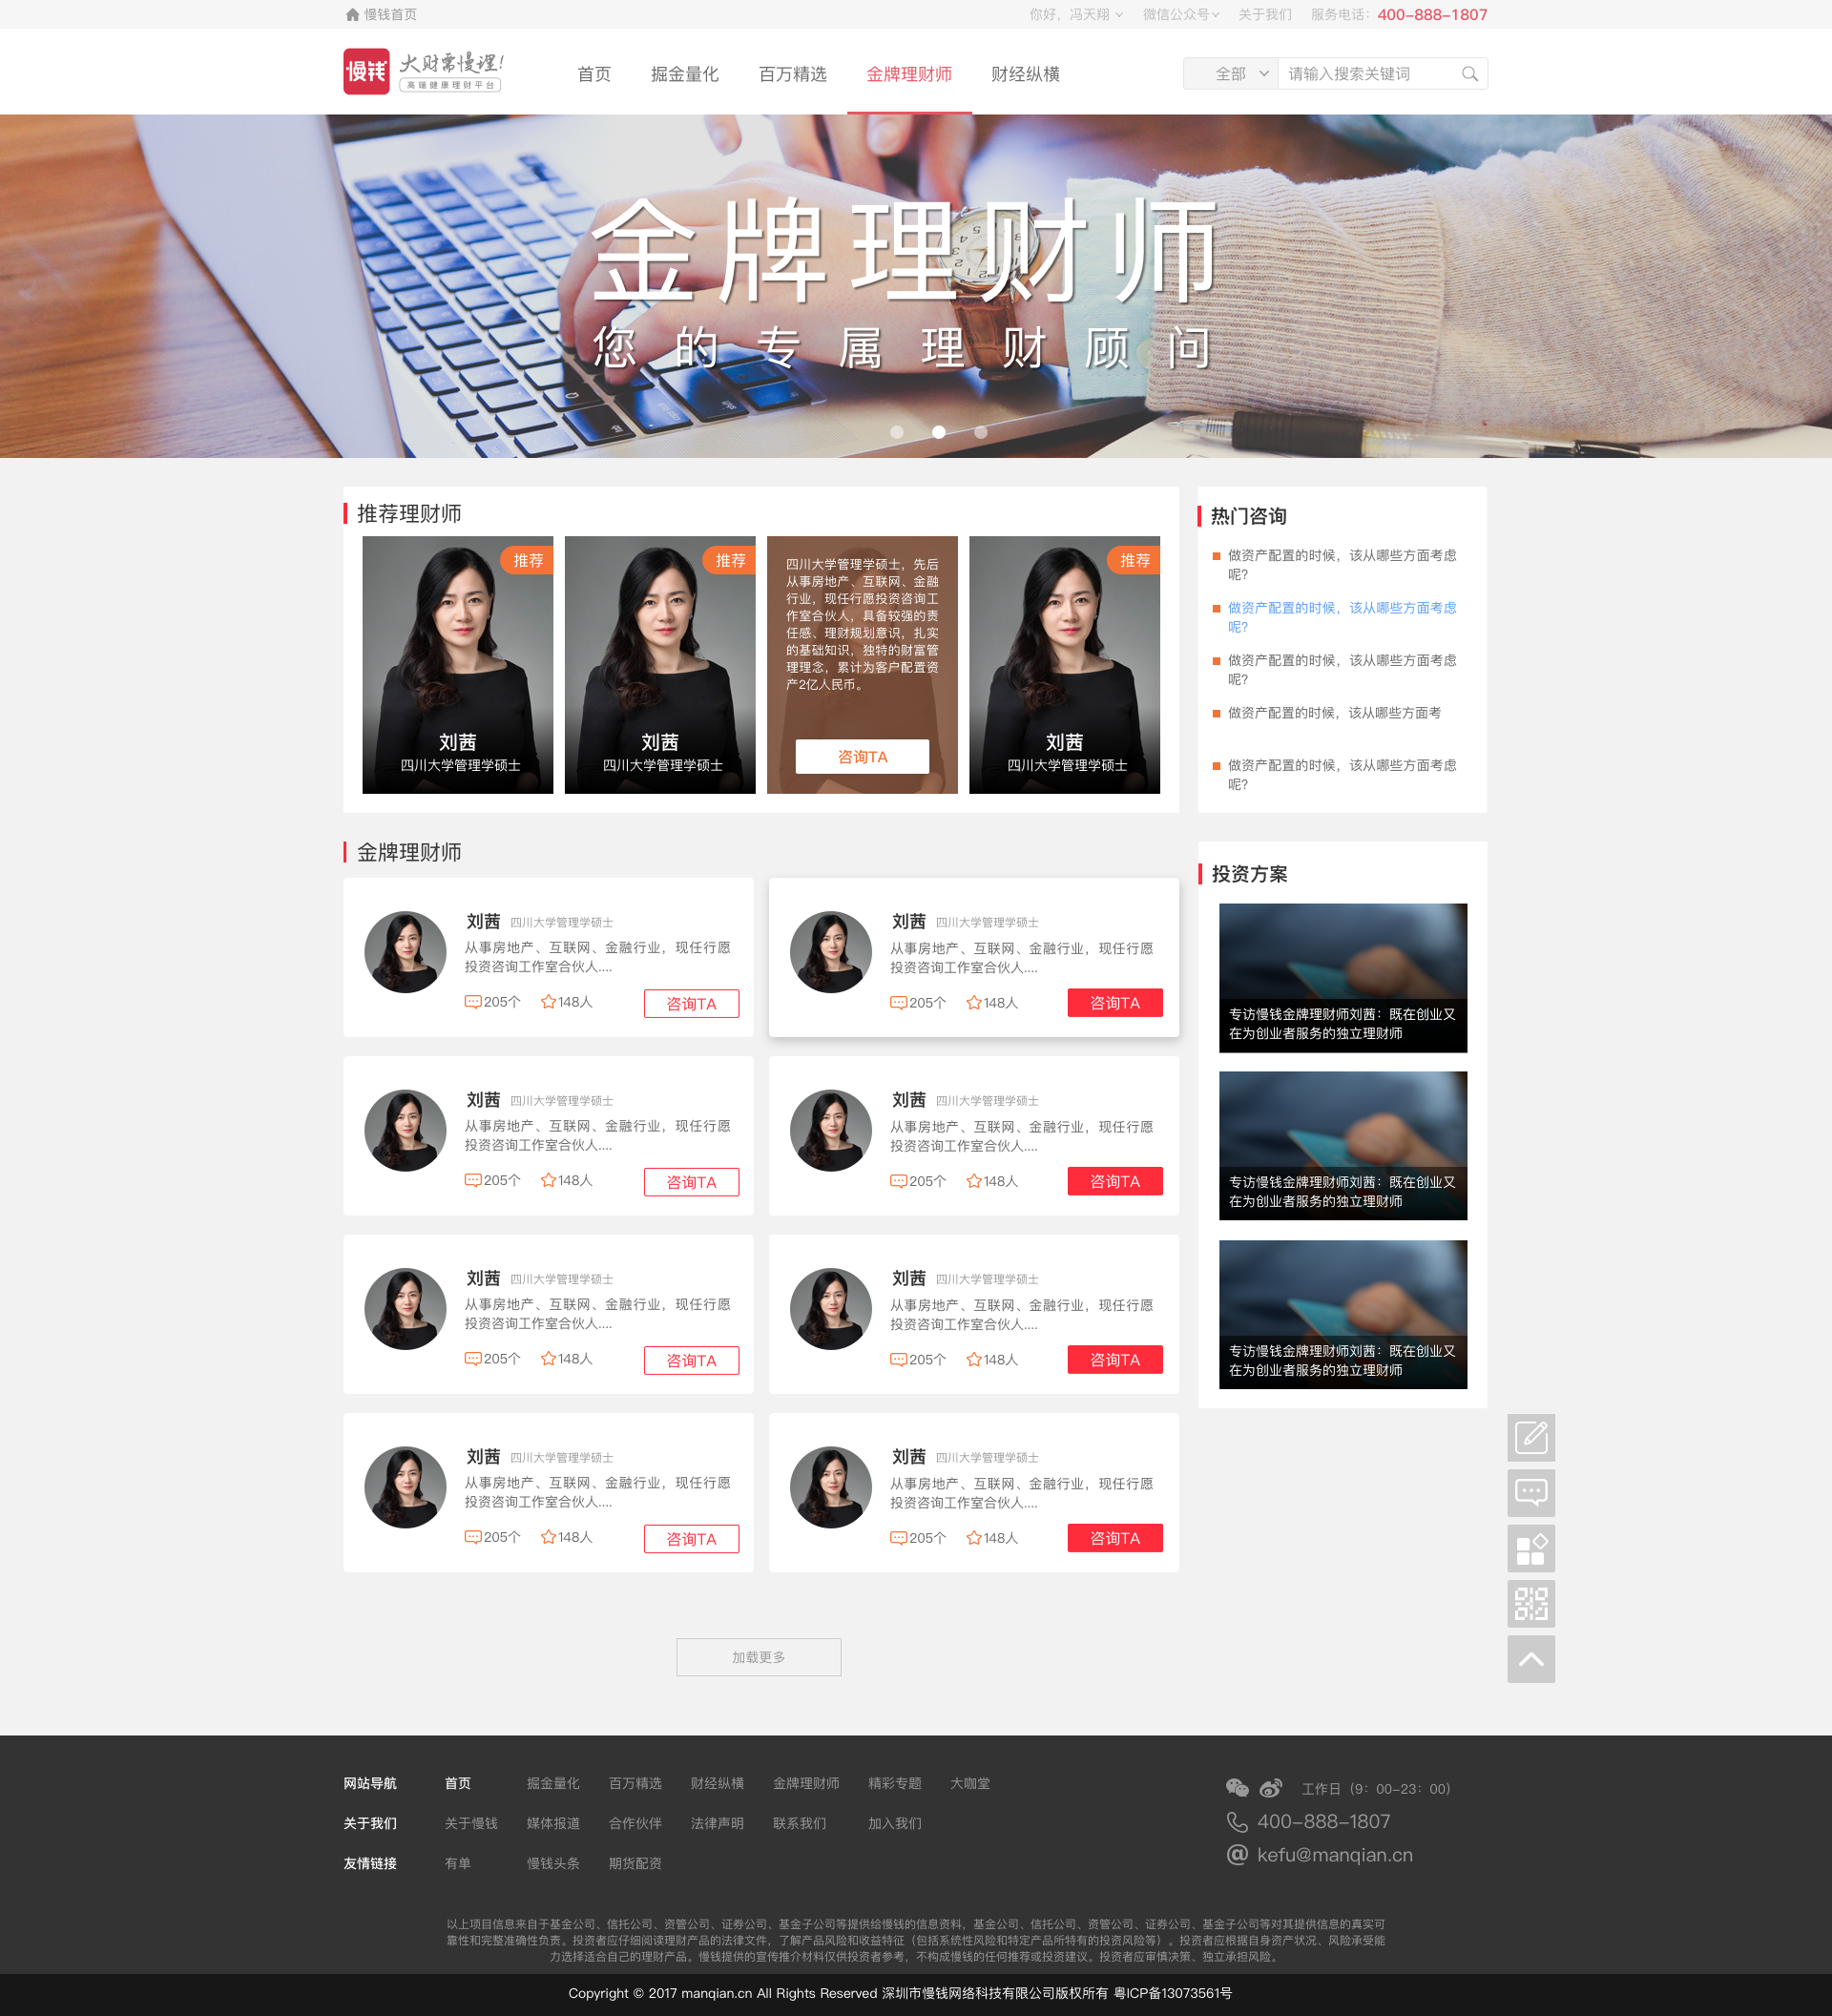 慢钱首页
你好，冯天翔
微信公众号
关于我们
服务电话：400-888-1807
慢钱
大财需慢理!
高端健康理财平台
首页
掘金量化
百万精选
金牌理财师
财经纵横
全部
请输入搜索关键词
金牌理财师
您的专属理财顾问
推荐理财师
推荐
刘茜
四川大学管理学硕士
推荐
刘茜
四川大学管理学硕士
四川大学管理学硕士，先后
从事房地产、互联网、金融
行业，现任行愿投资咨询工
作室合伙人，具备较强的责
任感、理财规划意识，扎实
的基础知识，独特的财富管
理理念，累计为客户配置资
产2亿人民币。
咨询TA
推荐
刘茜
四川大学管理学硕士
热门咨询
做资产配置的时候，该从哪些方面考虑
呢?
做资产配置的时候，该从哪些方面考虑
呢?
做资产配置的时候，该从哪些方面考虑
呢?
做资产配置的时候，该从哪些方面考
做资产配置的时候，该从哪些方面考虑
呢?
金牌理财师
刘茜 四川大学管理学硕士
从事房地产、互联网、金融行业，现任行愿
投资咨询工作室合伙人....
205个 148人 咨询TA
刘茜 四川大学管理学硕士
从事房地产、互联网、金融行业，现任行愿
投资咨询工作室合伙人....
205个 148人 咨询TA
刘茜 四川大学管理学硕士
从事房地产、互联网、金融行业，现任行愿
投资咨询工作室合伙人....
205个 148人 咨询TA
刘茜 四川大学管理学硕士
从事房地产、互联网、金融行业，现任行愿
投资咨询工作室合伙人....
205个 148人 咨询TA
刘茜 四川大学管理学硕士
从事房地产、互联网、金融行业，现任行愿
投资咨询工作室合伙人....
205个 148人 咨询TA
刘茜 四川大学管理学硕士
从事房地产、互联网、金融行业，现任行愿
投资咨询工作室合伙人....
205个 148人 咨询TA
刘茜 四川大学管理学硕士
从事房地产、互联网、金融行业，现任行愿
投资咨询工作室合伙人....
205个 148人 咨询TA
刘茜 四川大学管理学硕士
从事房地产、互联网、金融行业，现任行愿
投资咨询工作室合伙人....
205个 148人 咨询TA
投资方案
专访慢钱金牌理财师刘茜：既在创业又
在为创业者服务的独立理财师
专访慢钱金牌理财师刘茜：既在创业又
在为创业者服务的独立理财师
专访慢钱金牌理财师刘茜：既在创业又
在为创业者服务的独立理财师
加载更多
网站导航 首页 掘金量化 百万精选 财经纵横 金牌理财师 精彩专题 大咖堂
关于我们 关于慢钱 媒体报道 合作伙伴 法律声明 联系我们 加入我们
友情链接 有单 慢钱头条 期货配资
工作日（9：00-23：00）
400-888-1807
kefu@manqian.cn
以上项目信息来自于基金公司、信托公司、资管公司、证券公司、基金子公司等提供给慢钱的信息资料，基金公司、信托公司、资管公司、证券公司、基金子公司等对其提供信息的真实可
靠性和完整准确性负责。投资者应仔细阅读理财产品的法律文件，了解产品风险和收益特征（包括系统性风险和特定产品所特有的投资风险等）。投资者应根据自身资产状况、风险承受能
力选择适合自己的理财产品。慢钱提供的宣传推介材料仅供投资者参考，不构成慢钱的任何推荐或投资建议。投资者应审慎决策、独立承担风险。
Copyright © 2017 manqian.cn All Rights Reserved 深圳市慢钱网络科技有限公司版权所有 粤ICP备13073561号